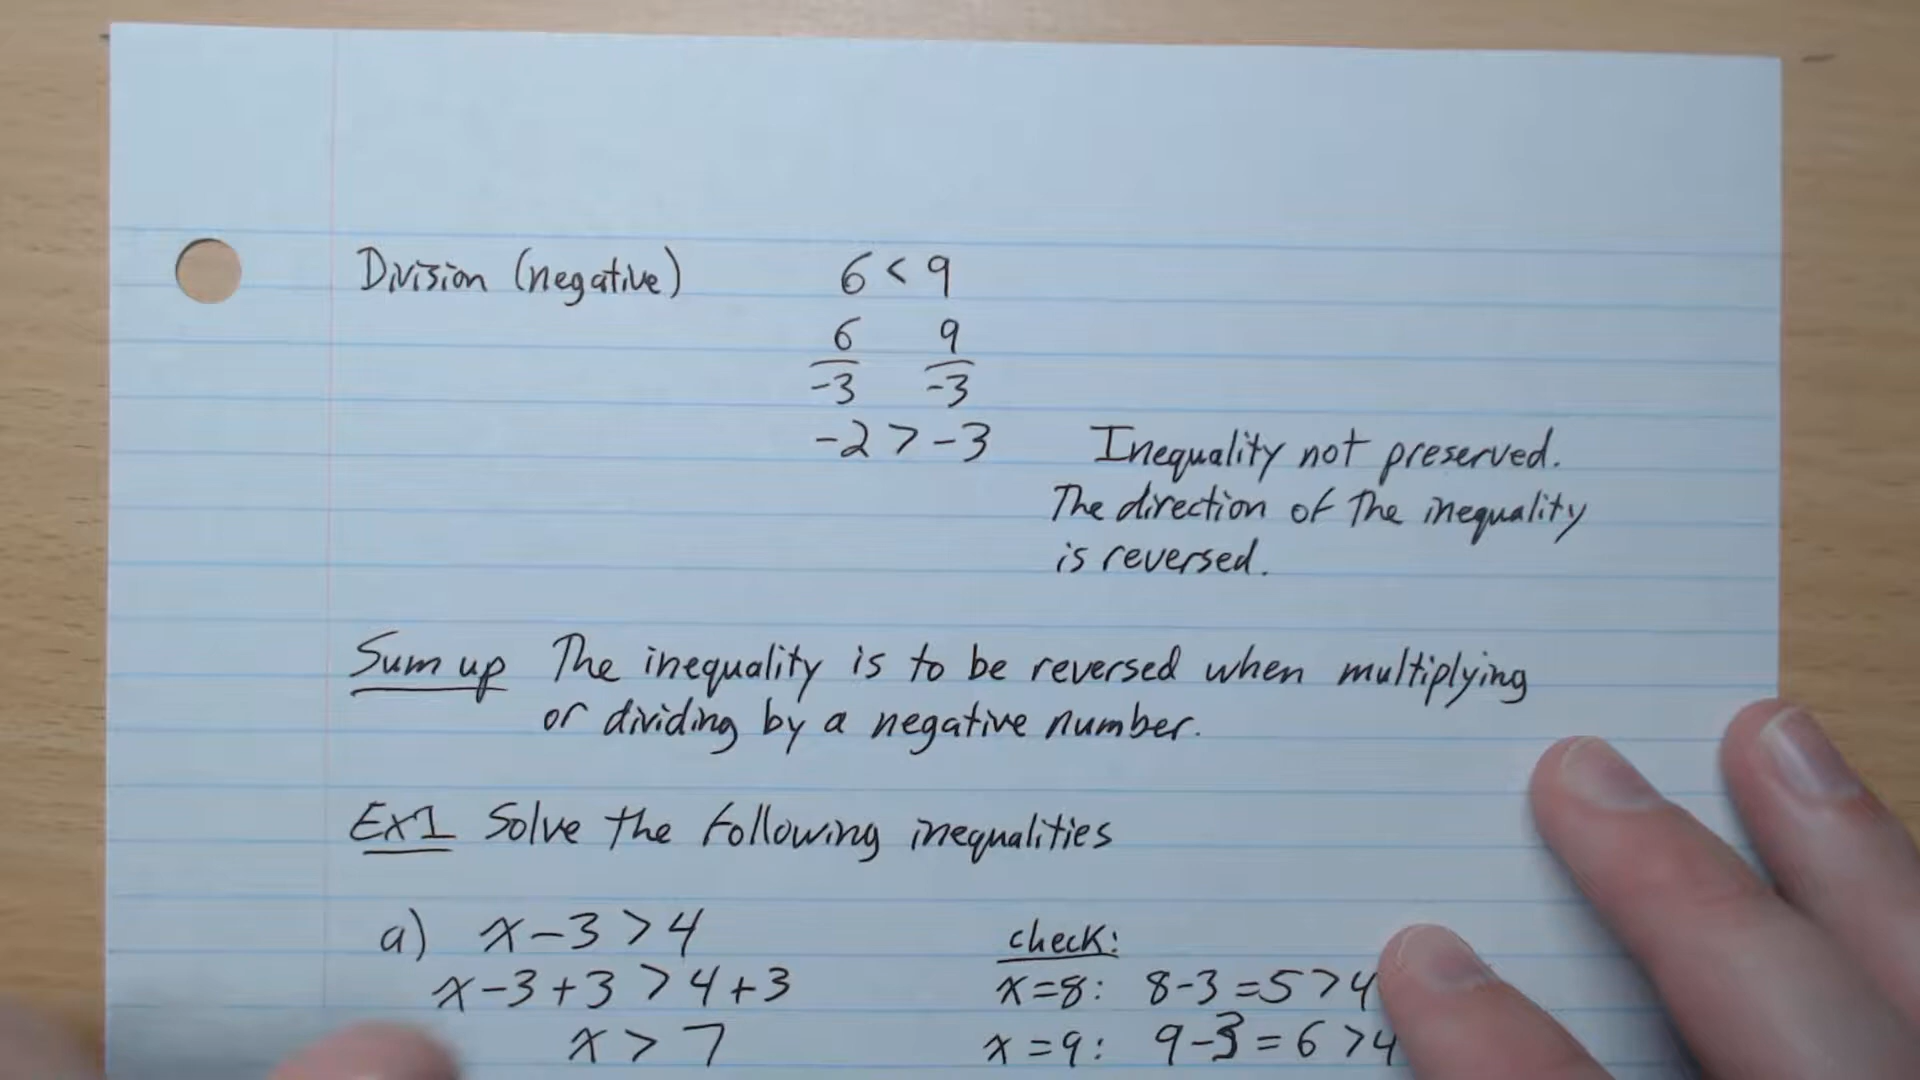 Division (negative) 6 < 9
6 9
-3 -3
-2 > -3 Inequality not preserved.
The direction of the inequality
is reversed.
Sum up The inequality is to be reversed when multiplying
or dividing by a negative number.
Ex1 Solve the following inequalities
a) x-3 > 4 check:
x-3+3 > 4+3 x=8: 8-3=5>4
x > 7 x=9: 9-3=6>4